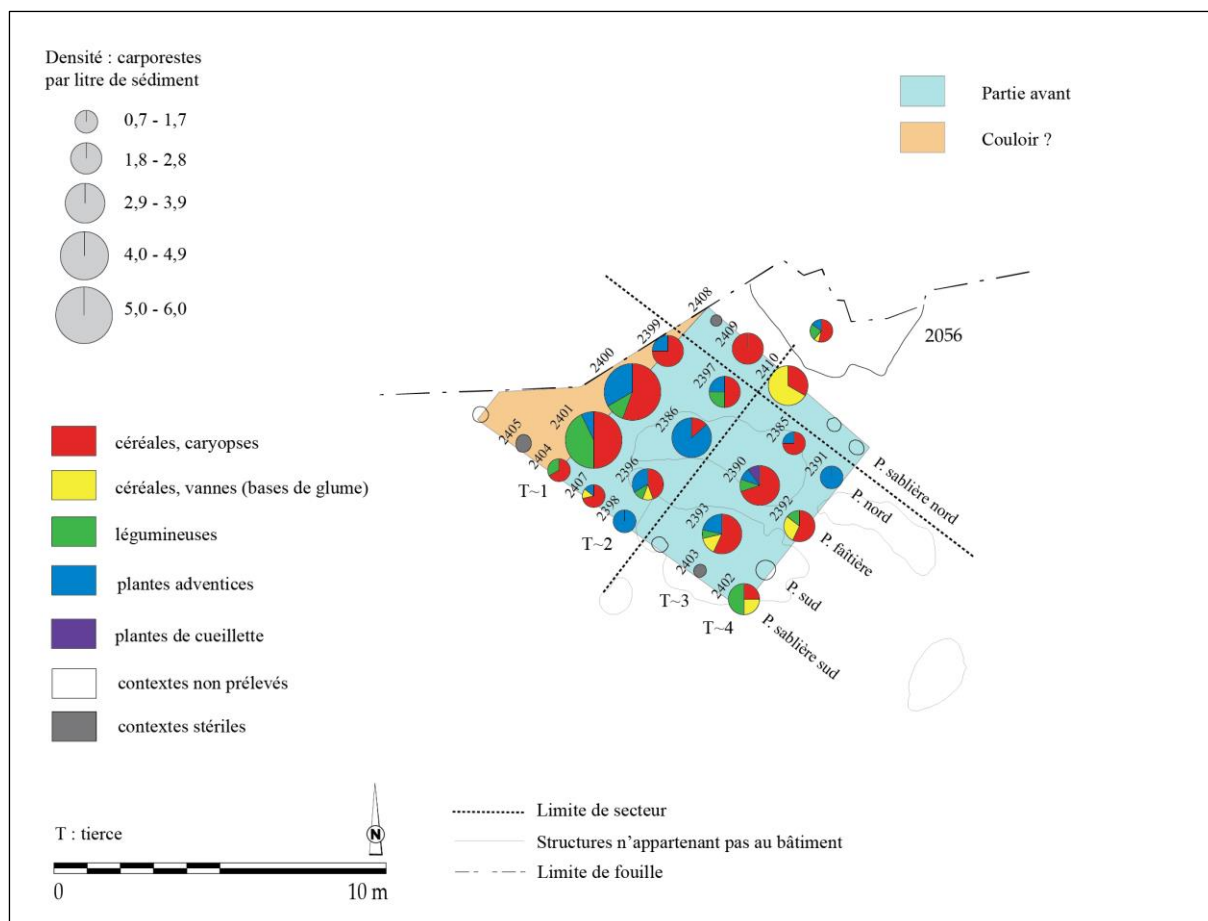 Densité : carporestes
par litre de sédiment
0,7 - 1,7
1,8 - 2,8
2,9 - 3,9
4,0 - 4,9
5,0 - 6,0
Partie avant
Couloir ?
2408
2399
2409
2056
2400
2397
2410
2401
2386
2385
2405
2404
2396
2390
2391
P. sablière nord
T~1
2407
2392
P. nord
2398
2393
P. faîtière
T~2
2403
2402
P. sud
T~3
T~4
P. sablière sud
céréales, caryopses
céréales, vannes (bases de glume)
légumineuses
plantes adventices
plantes de cueillette
contextes non prélevés
contextes stériles
T : tierce
N
0
10 m
Limite de secteur
Structures n’appartenant pas au bâtiment
Limite de fouille